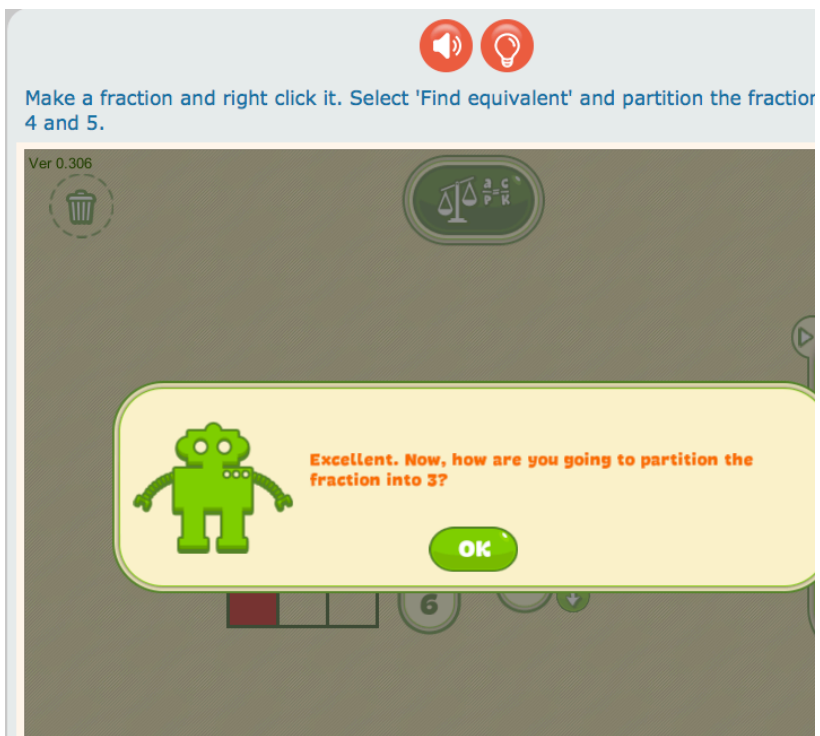 Make a fraction and right click it. Select 'Find equivalent' and partition the fraction
4 and 5.
Ver 0.306
a c
=
P K
Excellent. Now, how are you going to partition the
fraction into 3?
OK
6